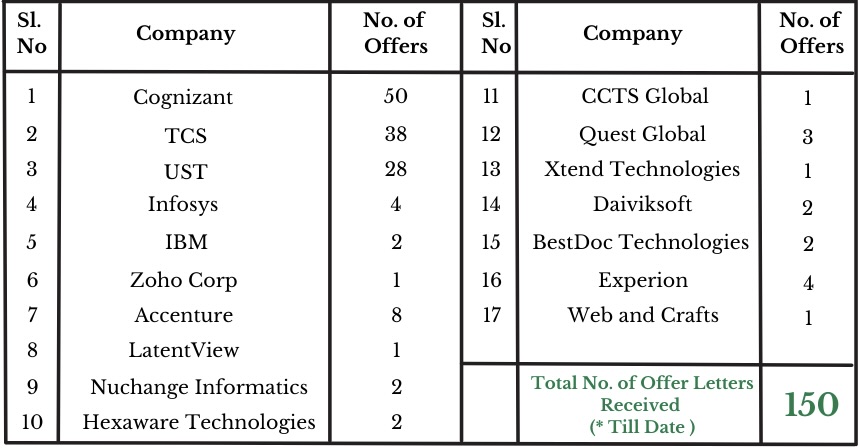 Sl. No Company No. of Offers Sl. No Company No. of Offers
1 Cognizant 50 11 CCTS Global 1
2 TCS 38 12 Quest Global 3
3 UST 28 13 Xtend Technologies 1
4 Infosys 4 14 Daiviksoft 2
5 IBM 2 15 BestDoc Technologies 2
6 Zoho Corp 1 16 Experion 4
7 Accenture 8 17 Web and Crafts 1
8 LatentView 1
9 Nuchange Informatics 2
10 Hexaware Technologies 2
Total No. of Offer Letters
Received
(* Till Date )
150